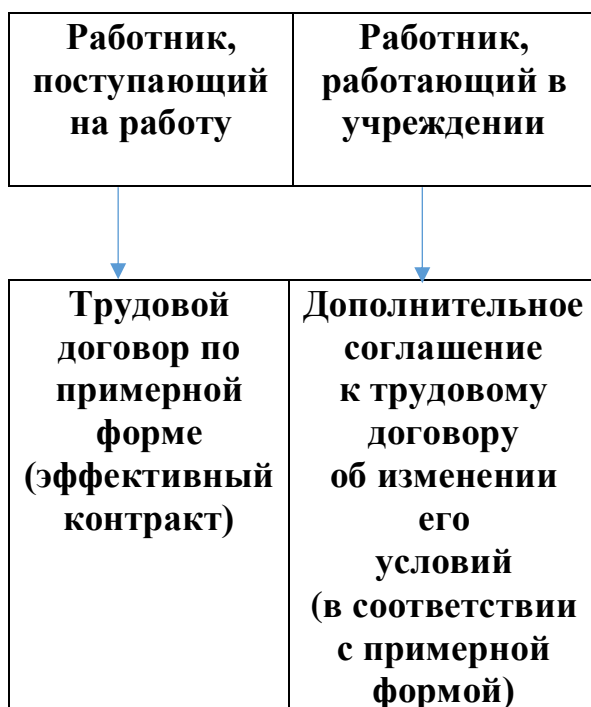 Работник,
поступающий
на работу
Работник,
работающий в
учреждении
Трудовой
договор по
примерной
форме
(эффективный
контракт)
Дополнительное
соглашение
к трудовому
договору
об изменении
его
условий
(в соответствии
с примерной
формой)